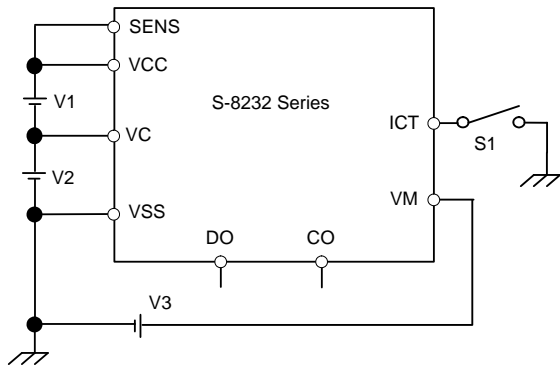 SENS
VCC
V1
S-8232 Series
ICT
S1
VC
V2
VM
VSS
DO
CO
V3